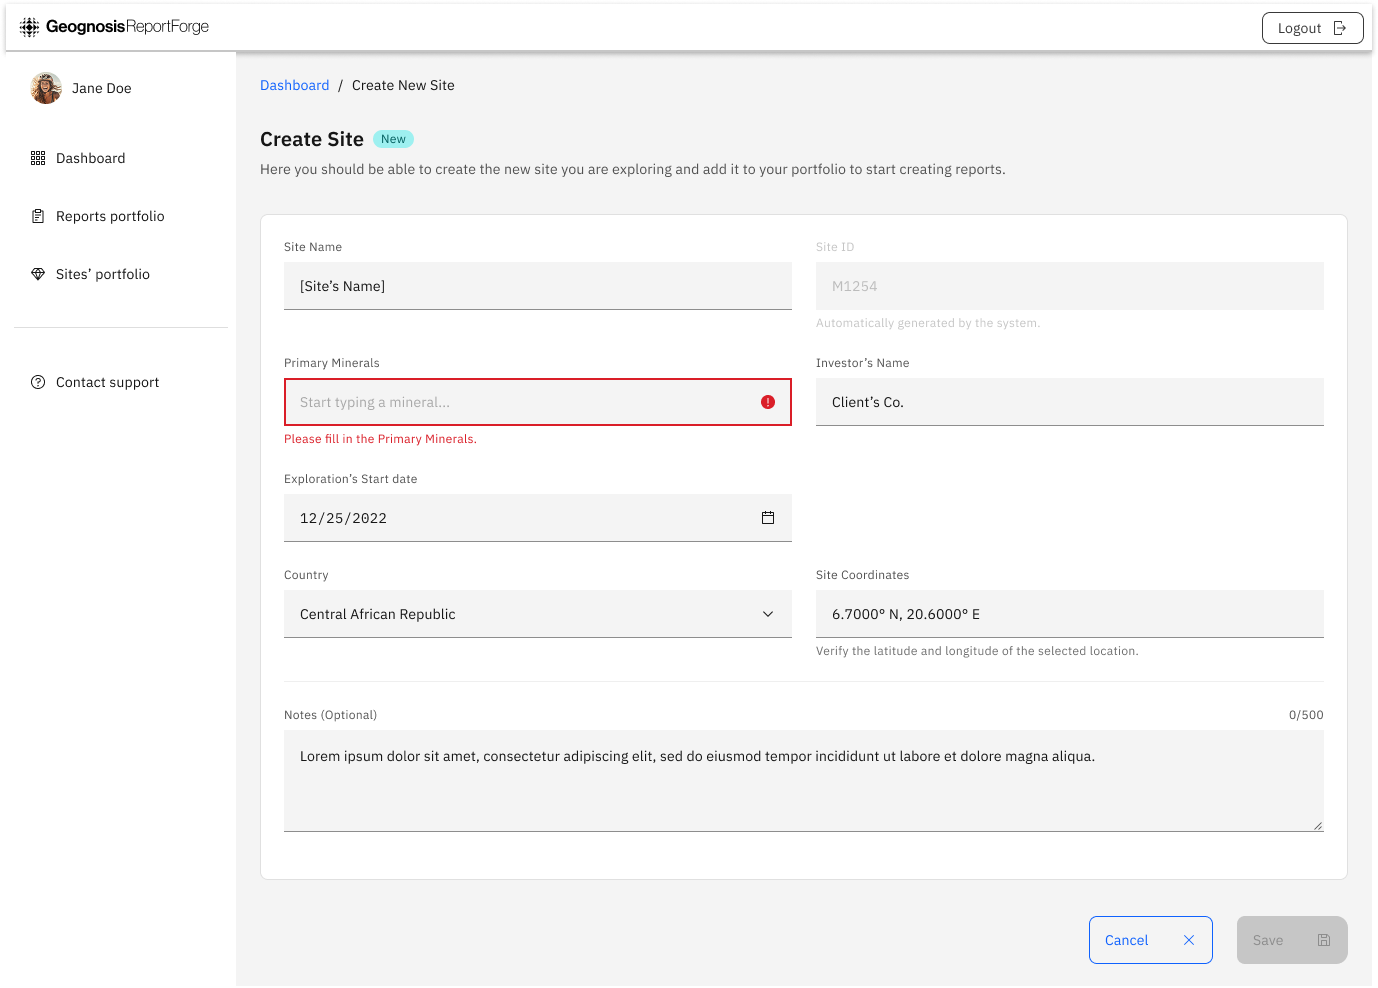 Geognosis ReportForge
Logout
Jane Doe
Dashboard
Reports portfolio
Sites’ portfolio
Contact support
Dashboard / Create New Site
Create Site New
Here you should be able to create the new site you are exploring and add it to your portfolio to start creating reports.
Site Name
[Site’s Name]
Site ID
M1254
Automatically generated by the system.
Primary Minerals
Start typing a mineral...
Please fill in the Primary Minerals.
Investor’s Name
Client’s Co.
Exploration’s Start date
12/25/2022
Country
Central African Republic
Site Coordinates
6.7000° N, 20.6000° E
Verify the latitude and longitude of the selected location.
Notes (Optional)
0/500
Lorem ipsum dolor sit amet, consectetur adipiscing elit, sed do eiusmod tempor incididunt ut labore et dolore magna aliqua.
Cancel
Save